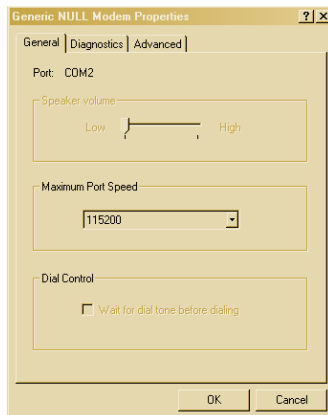 Generic NULL Modem Properties
General Diagnostics Advanced
Port: COM2
Speaker volume
Low High
Maximum Port Speed
115200
Dial Control
Wait for dial tone before dialing
OK Cancel